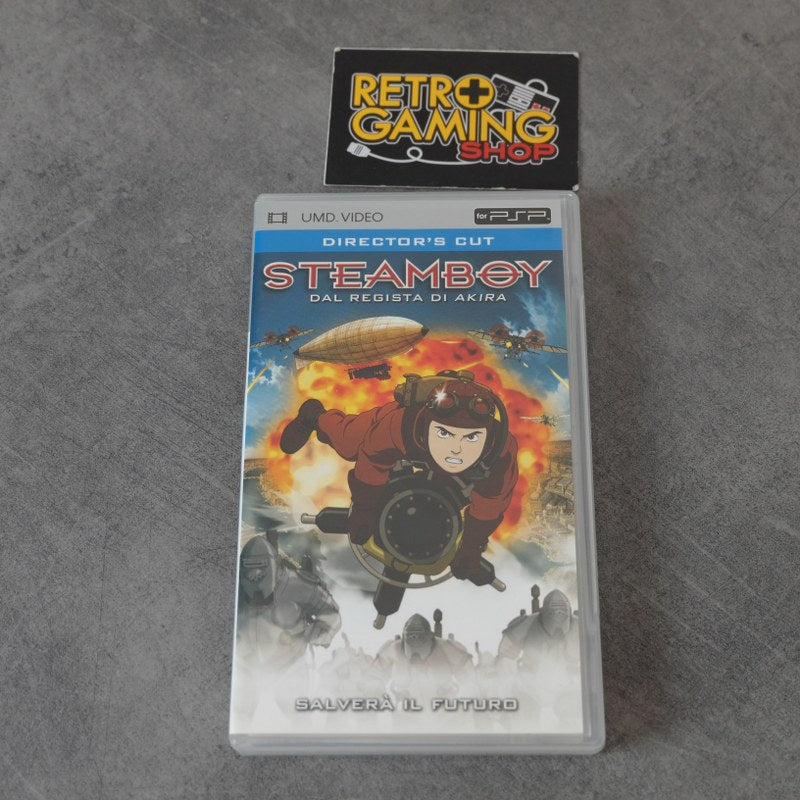 RETRO
GAMING
SHOP
UMD. VIDEO
for PSP
DIRECTOR'S CUT
STEAMBOY
DAL REGISTA DI AKIRA
SALVERÀ IL FUTURO